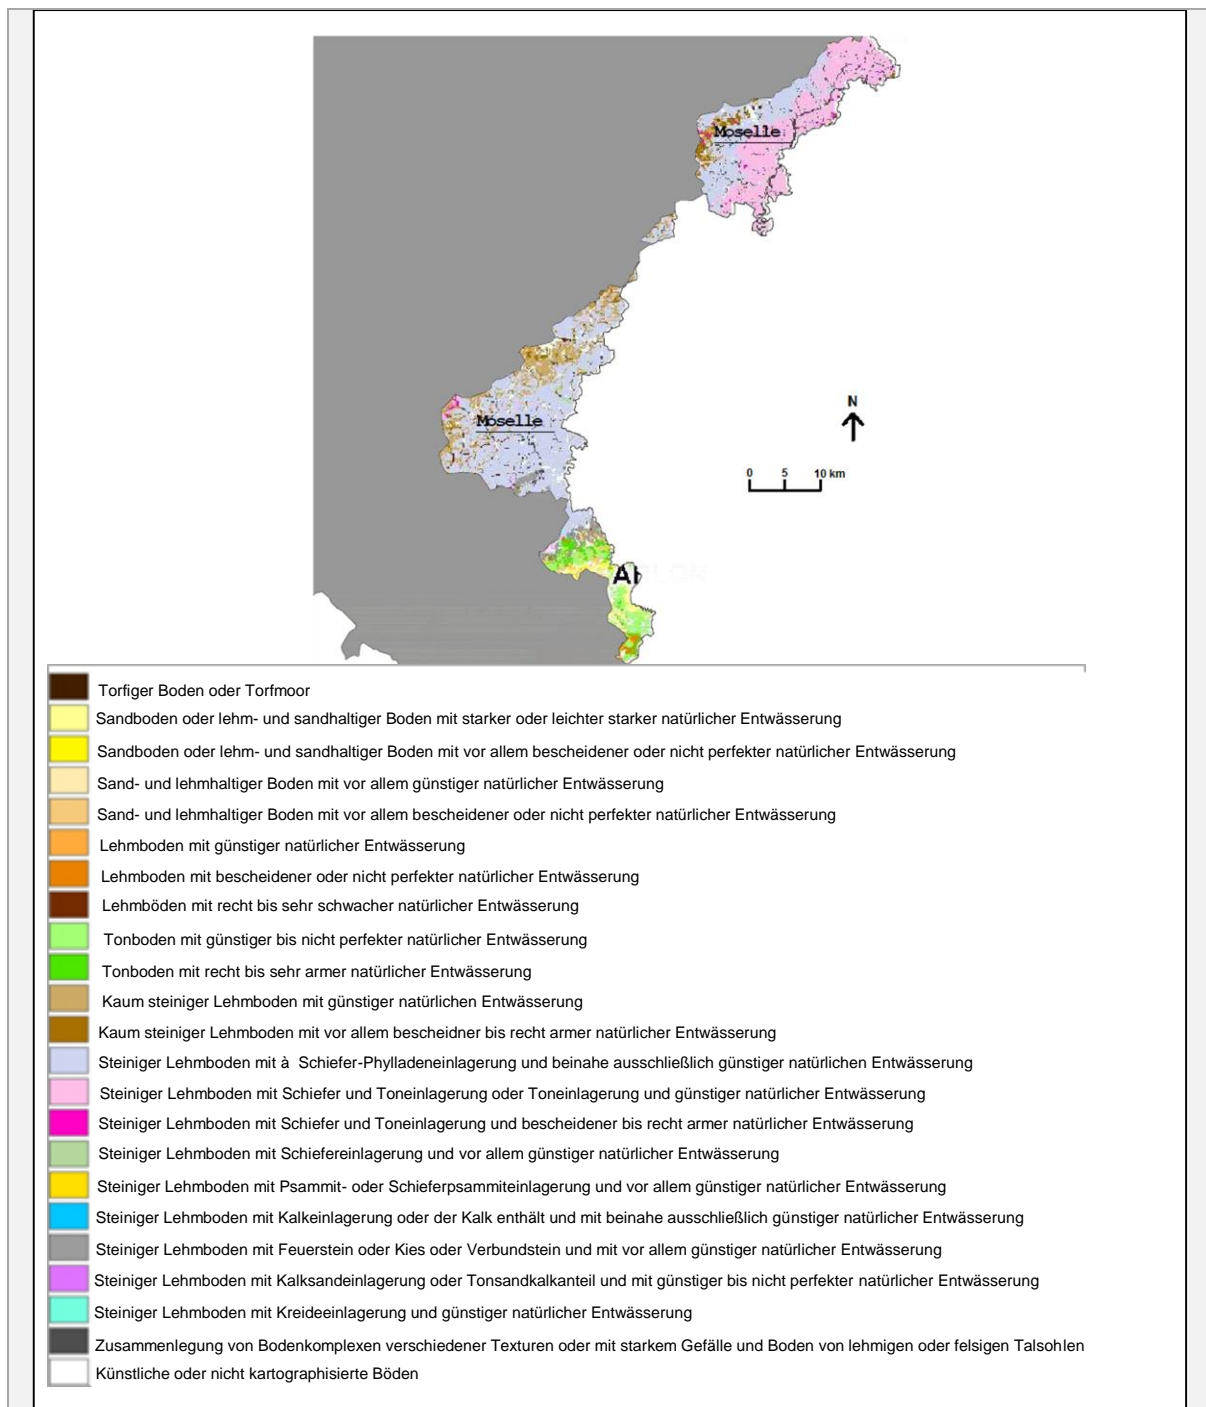 Moselle
N
0 5 10 km
Moselle
Al
Torfiger Boden oder Torfmoor
Sandboden oder lehm- und sandhaltiger Boden mit starker oder leichter starker natürlicher Entwässerung
Sandboden oder lehm- und sandhaltiger Boden mit vor allem bescheidener oder nicht perfekter natürlicher Entwässerung
Sand- und lehmhaltiger Boden mit vor allem günstiger natürlicher Entwässerung
Sand- und lehmhaltiger Boden mit vor allem bescheidener oder nicht perfekter natürlicher Entwässerung
Lehmboden mit günstiger natürlicher Entwässerung
Lehmboden mit bescheidener oder nicht perfekter natürlicher Entwässerung
Lehmböden mit recht bis sehr schwacher natürlicher Entwässerung
Tonboden mit günstiger bis nicht perfekter natürlicher Entwässerung
Tonboden mit recht bis sehr armer natürlicher Entwässerung
Kaum steiniger Lehmboden mit günstiger natürlichen Entwässerung
Kaum steiniger Lehmboden mit vor allem bescheidner bis recht armer natürlicher Entwässerung
Steiniger Lehmboden mit à Schiefer-Phylladeneinlagerung und beinahe ausschließlich günstiger natürlichen Entwässerung
Steiniger Lehmboden mit Schiefer und Toneinlagerung oder Toneinlagerung und günstiger natürlicher Entwässerung
Steiniger Lehmboden mit Schiefer und Toneinlagerung und bescheidener bis recht armer natürlicher Entwässerung
Steiniger Lehmboden mit Schiefereinlagerung und vor allem günstiger natürlicher Entwässerung
Steiniger Lehmboden mit Psammit- oder Schieferpsammiteinlagerung und vor allem günstiger natürlicher Entwässerung
Steiniger Lehmboden mit Kalkeinlagerung oder der Kalk enthält und mit beinahe ausschließlich günstiger natürlicher Entwässerung
Steiniger Lehmboden mit Feuerstein oder Kies oder Verbundstein und mit vor allem günstiger natürlicher Entwässerung
Steiniger Lehmboden mit Kalksandeinlagerung oder Tonsandkalkanteil und mit günstiger bis nicht perfekter natürlicher Entwässerung
Steiniger Lehmboden mit Kreideeinlagerung und günstiger natürlicher Entwässerung
Zusammenlegung von Bodenkomplexen verschiedener Texturen oder mit starkem Gefälle und Boden von lehmigen oder felsigen Talsohlen
Künstliche oder nicht kartographisierte Böden